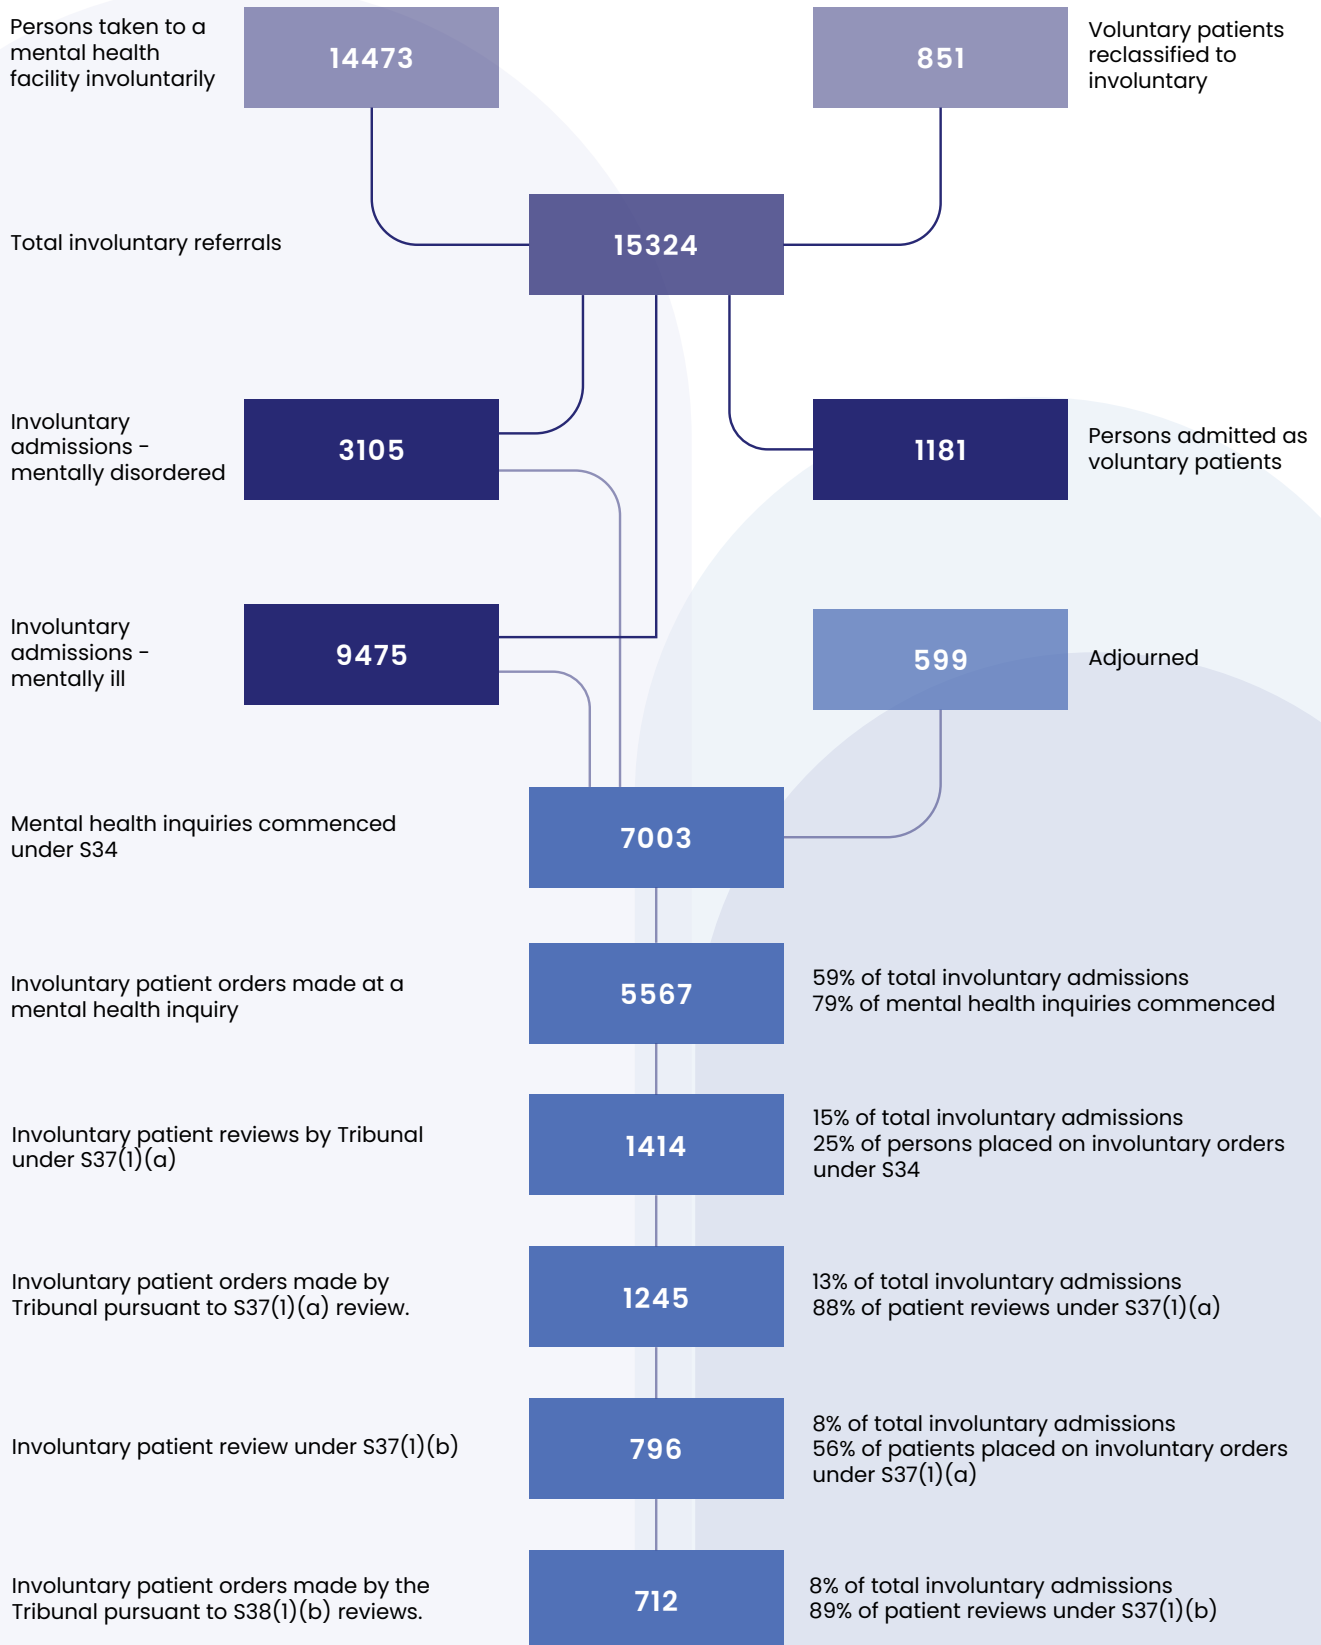 Persons taken to a
mental health
facility involuntarily
14473
851
Voluntary patients
reclassified to
involuntary
Total involuntary referrals
15324
Involuntary
admissions -
mentally disordered
3105
1181
Persons admitted as
voluntary patients
Involuntary
admissions -
mentally ill
9475
599
Adjourned
Mental health inquiries commenced
under S34
7003
Involuntary patient orders made at a
mental health inquiry
5567
59% of total involuntary admissions
79% of mental health inquiries commenced
Involuntary patient reviews by Tribunal
under S37(1)(a)
1414
15% of total involuntary admissions
25% of persons placed on involuntary orders
under S34
Involuntary patient orders made by
Tribunal pursuant to S37(1)(a) review.
1245
13% of total involuntary admissions
88% of patient reviews under S37(1)(a)
Involuntary patient review under S37(1)(b)
796
8% of total involuntary admissions
56% of patients placed on involuntary orders
under S37(1)(a)
Involuntary patient orders made by the
Tribunal pursuant to S38(1)(b) reviews.
712
8% of total involuntary admissions
89% of patient reviews under S37(1)(b)